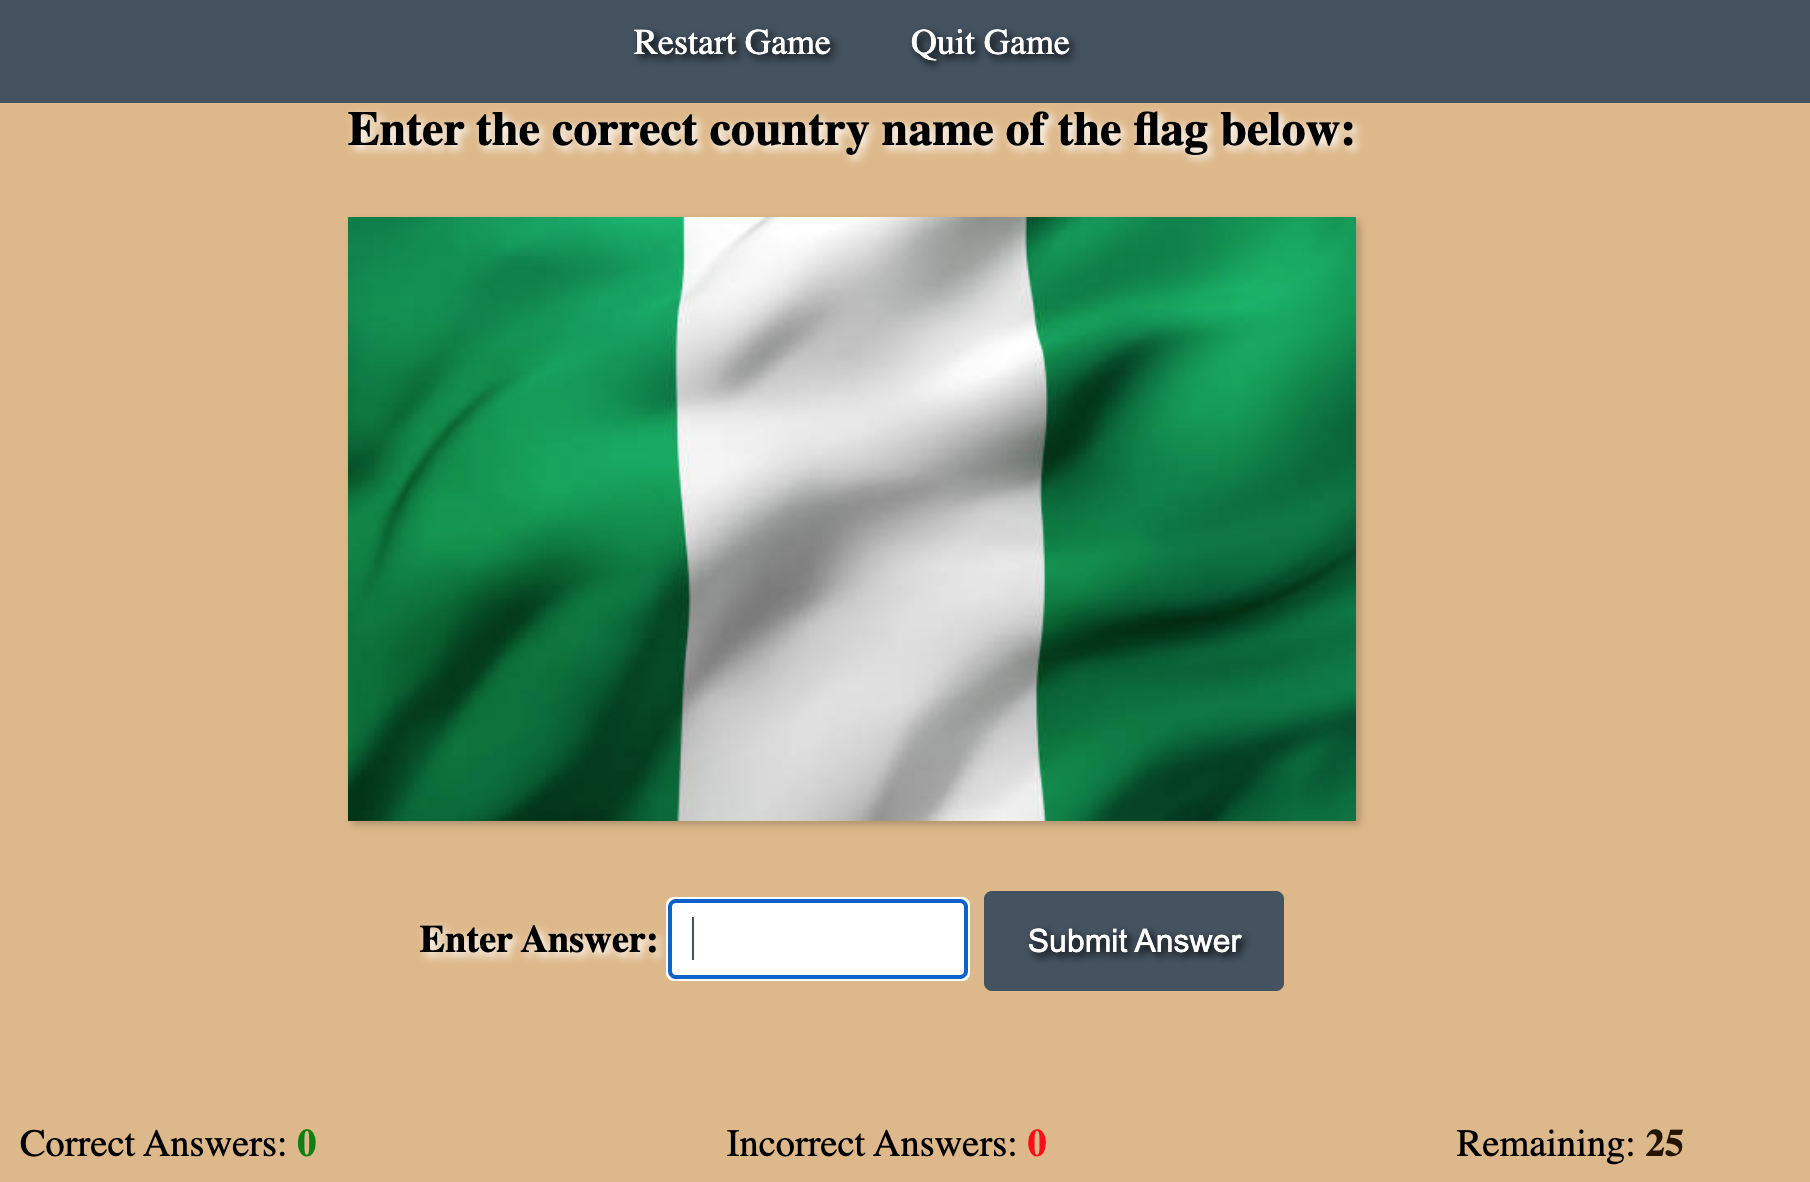 Restart Game Quit Game
Enter the correct country name of the flag below:
Enter Answer: Submit Answer
Correct Answers: 0 Incorrect Answers: 0 Remaining: 25